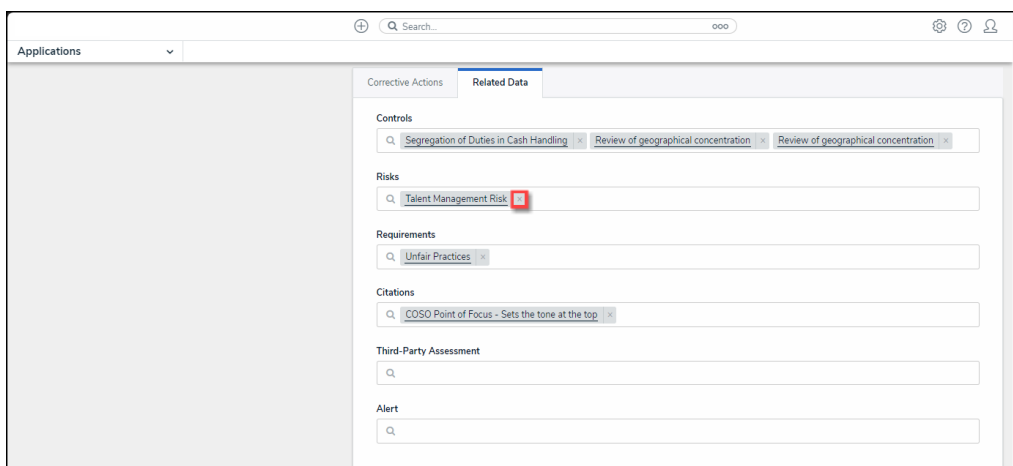 Search...
Applications
Corrective Actions Related Data
Controls
Segregation of Duties in Cash Handling × Review of geographical concentration × Review of geographical concentration ×
Risks
Talent Management Risk ×
Requirements
Unfair Practices ×
Citations
COSO Point of Focus - Sets the tone at the top ×
Third-Party Assessment
Alert